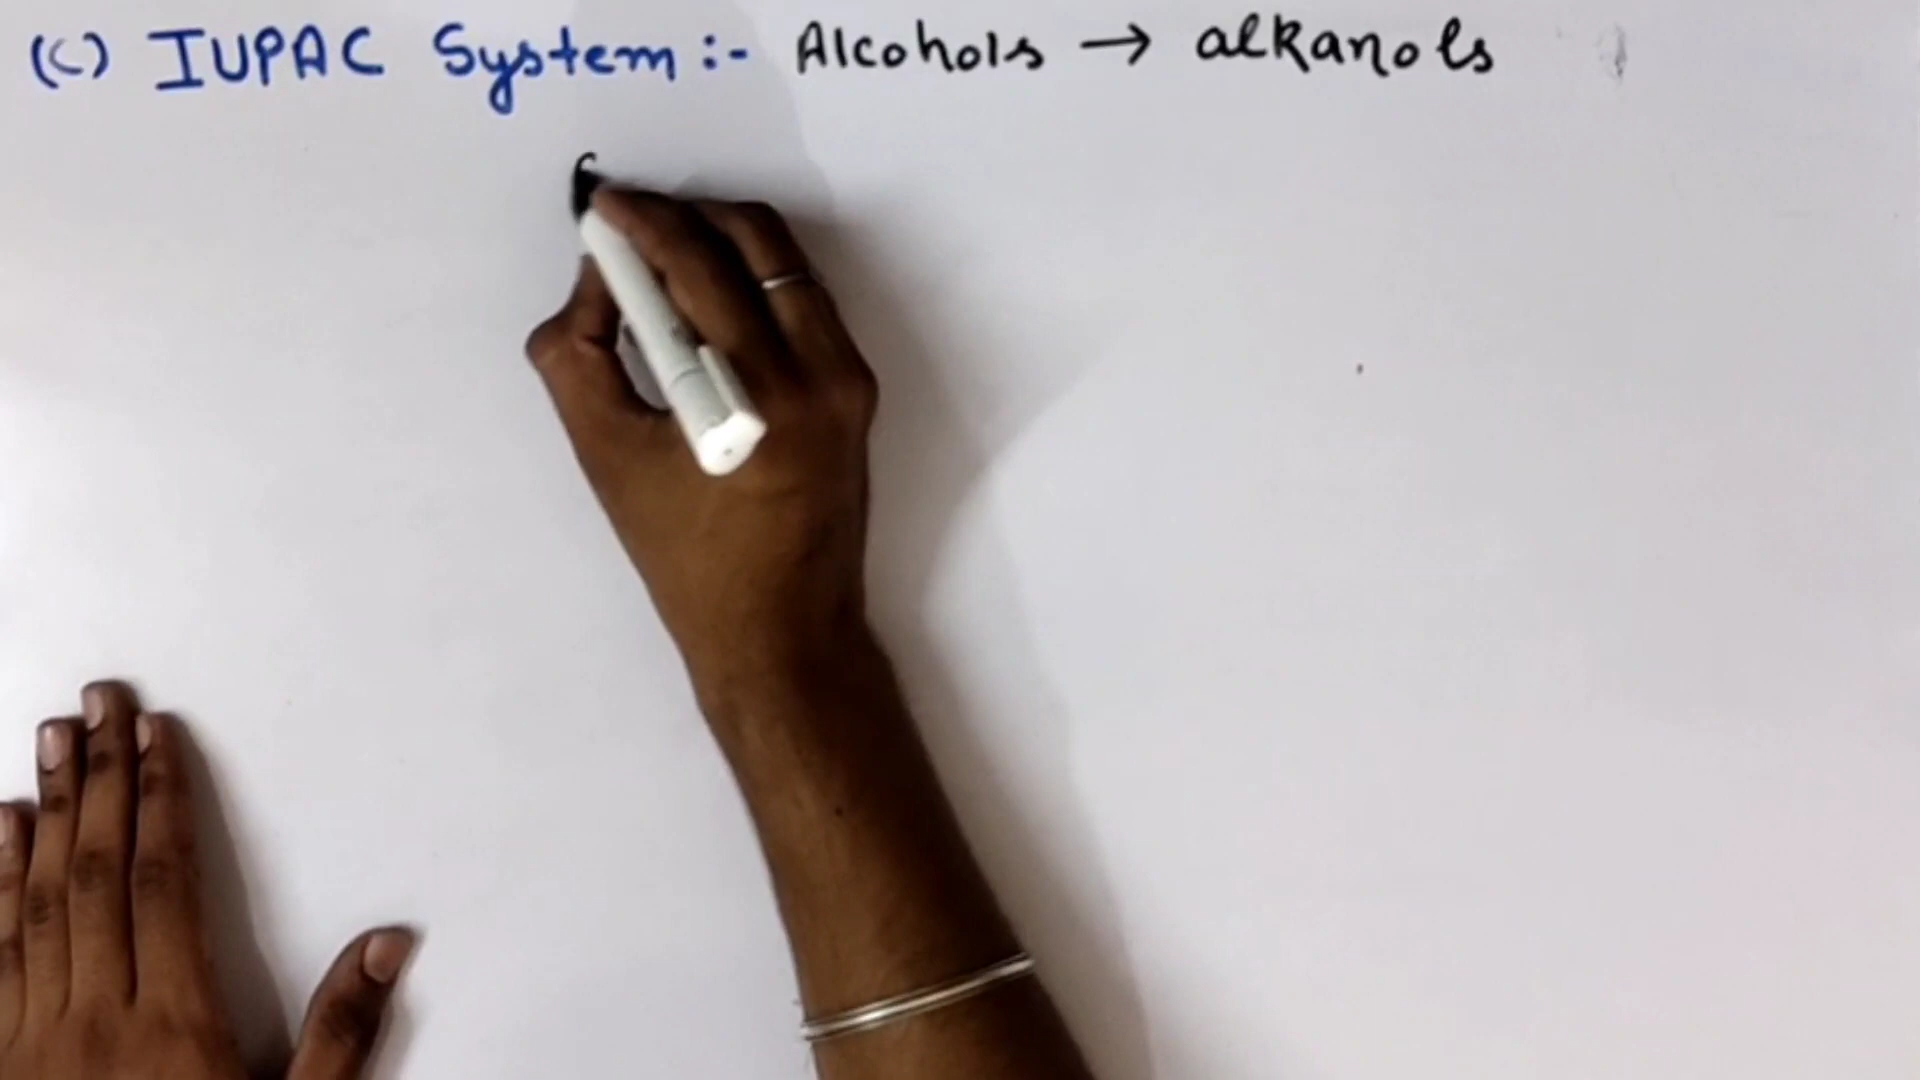 (C) IUPAC System :- Alcohols → alkanols